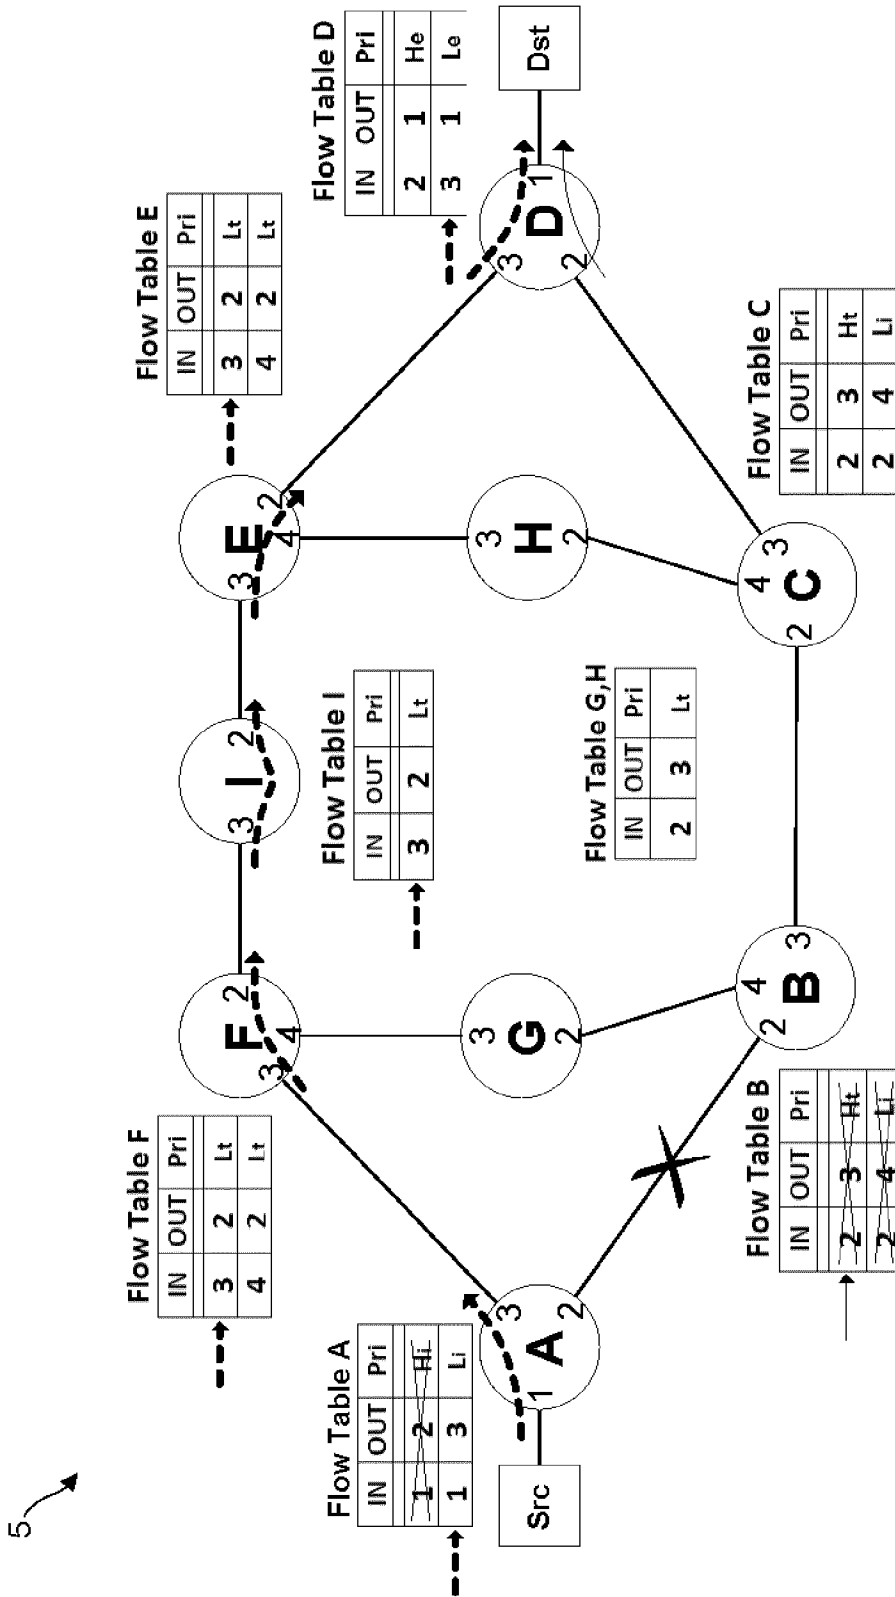 5
Flow Table A
IN OUT Pri
1 2 Hi
1 3 Li
Flow Table F
IN OUT Pri
3 2 Lt
4 2 Lt
Flow Table I
IN OUT Pri
3 2 Lt
Flow Table E
IN OUT Pri
3 2 Lt
4 2 Lt
Flow Table D
IN OUT Pri
2 1 He
3 1 Le
Flow Table G,H
IN OUT Pri
2 3 Lt
Flow Table B
IN OUT Pri
2 3 Ht
2 4 Li
Flow Table C
IN OUT Pri
2 3 Ht
2 4 Li
Src
1 A 3 2
3 F 2 4
3 I 2
3 E 2 4
3 G 2
3 H 2
2 B 4 3
2 C 4 3
3 D 1 2
Dst